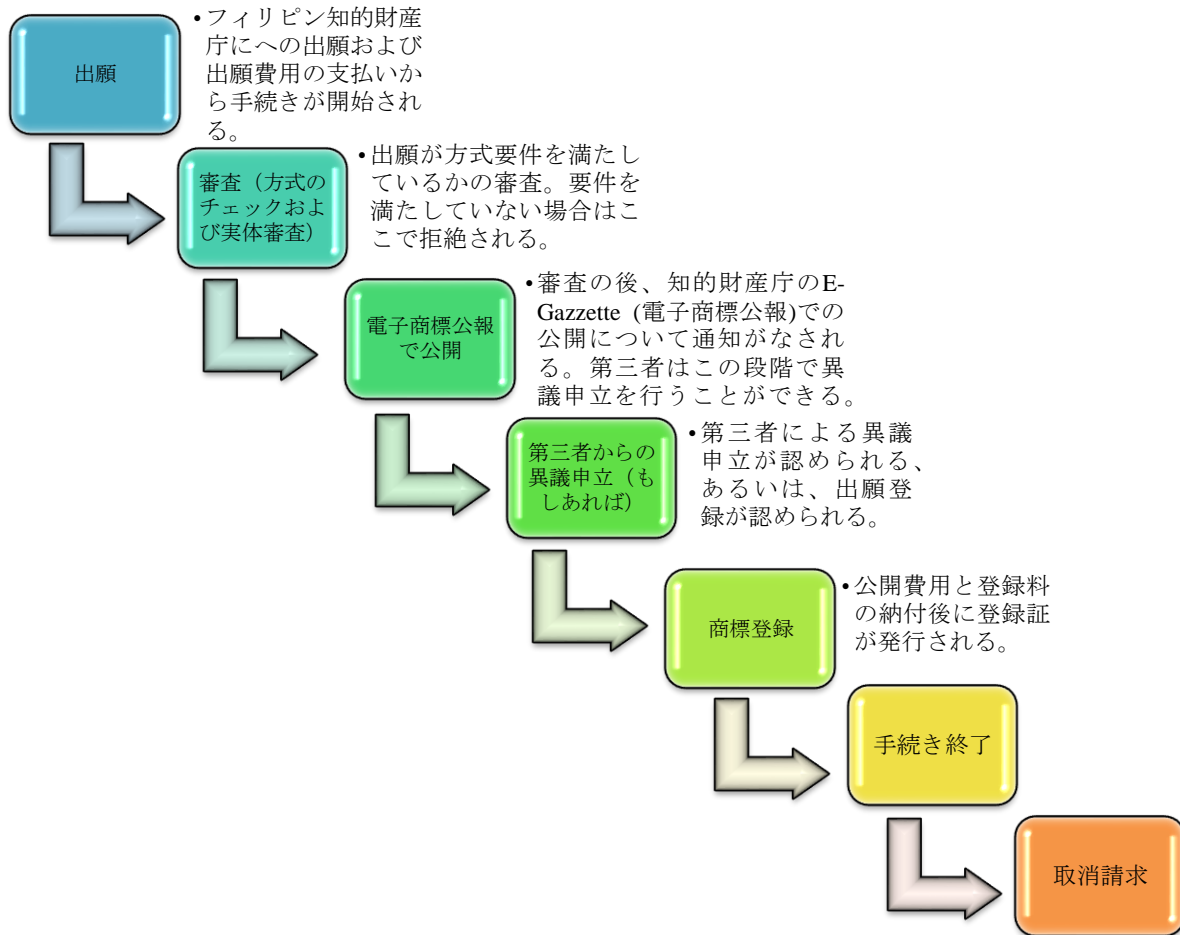 出願
•フィリピン知的財産
庁にへの出願および
出願費用の支払いか
ら手続きが開始され
る。
審査（方式の
チェックおよ
び実体審査）
•出願が方式要件を満たし
ているかの審査。要件を
満たしていない場合はこ
こで拒絶される。
電子商標公報
で公開
•審査の後、知的財産庁のE-
Gazzette (電子商標公報)での
公開について通知がなされ
る。第三者はこの段階で異
議申立を行うことができる。
第三者からの
異議申立（も
しあれば）
•第三者による異議
申立が認められる、
あるいは、出願登
録が認められる。
商標登録
•公開費用と登録料
の納付後に登録証
が発行される。
手続き終了
取消請求